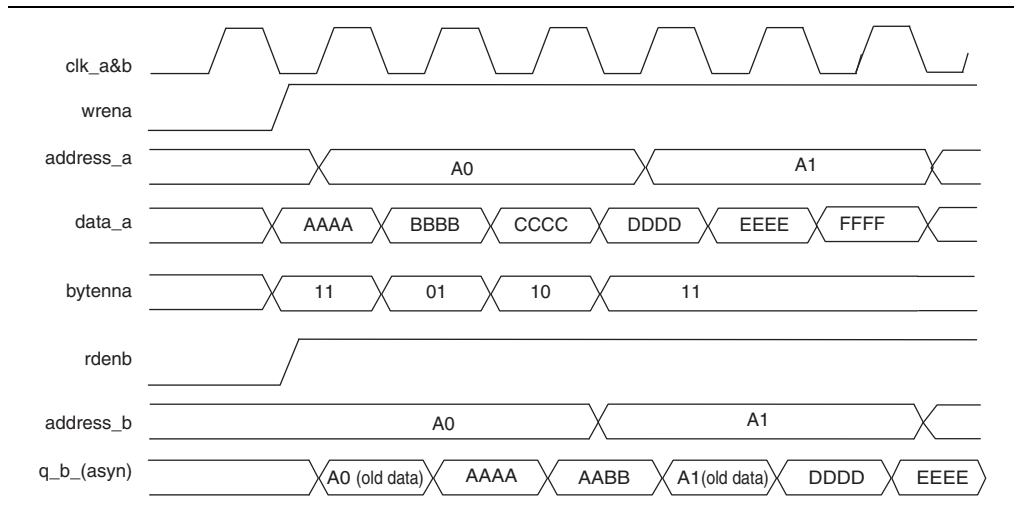 clk_a&b
wrena
address_a A0 A1
data_a AAAA BBBB CCCC DDDD EEEE FFFF
bytenna 11 01 10 11
rdenb
address_b A0 A1
q_b_(asyn) A0 (old data) AAAA AABB A1(old data) DDDD EEEE